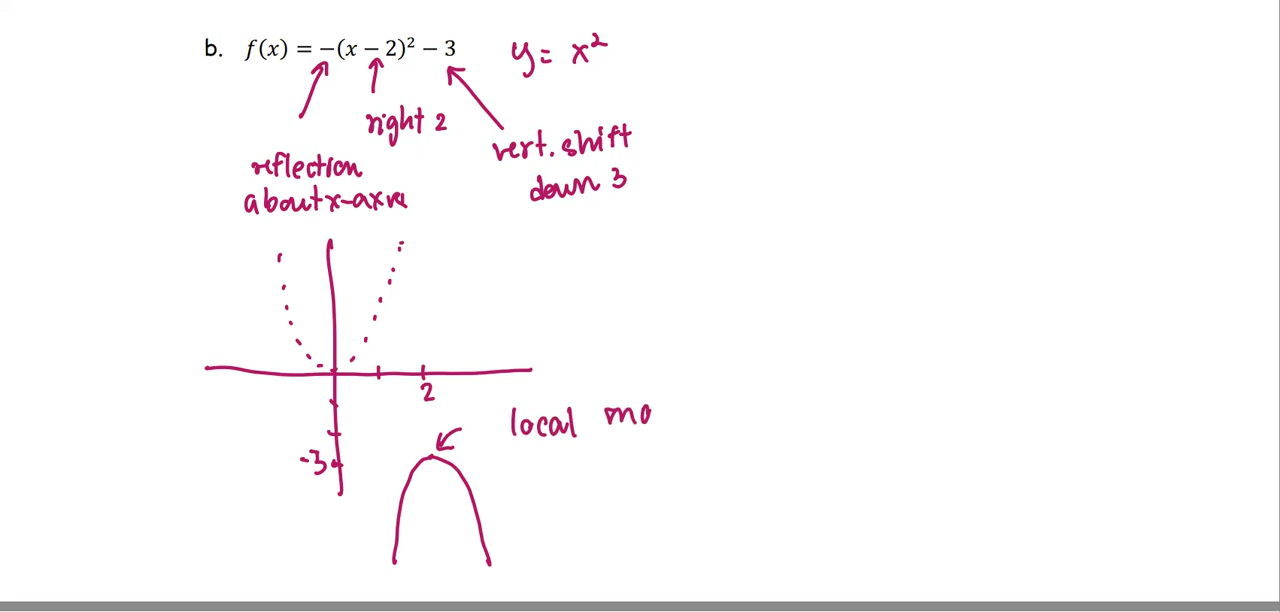 b. f(x) = −(x − 2)² − 3 y = x²
right 2
vert. shift
down 3
reflection
about x-axis
2
local ma
-3